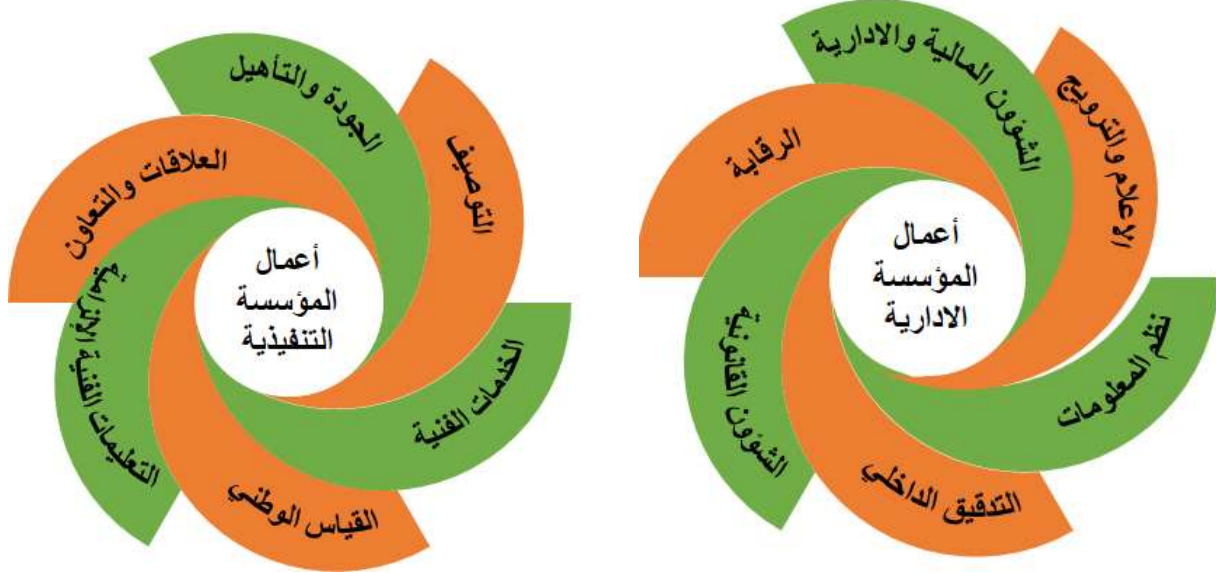 الشؤون المالية والادارية
الاعلام والترويج
نظم المعلومات
التدقيق الداخلي
الشؤون القانونية
الرقابة
أعمال
المؤسسة
الادارية
الجودة والتأهيل
التوصيف
الخدمات الفنية
القياس الوطني
التعليمات الفنية الإلزامية
العلاقات والتعاون
أعمال
المؤسسة
التنفيذية